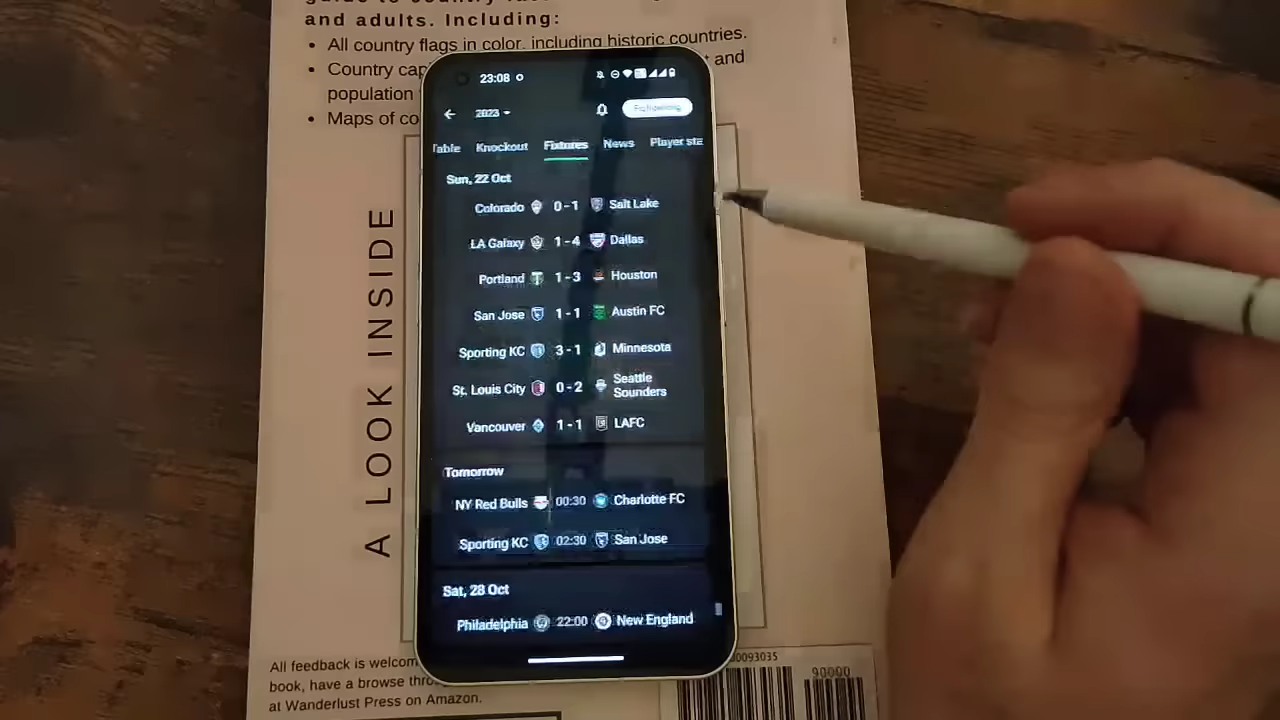 and adults. Including:
• All country flags in color, including historic countries.
• Country cap
and
population
• Maps of co
A LOOK INSIDE
23:08
2023
Following
Table Knockout Fixtures News Player sta
Sun, 22 Oct
Colorado 0-1 Salt Lake
LA Galaxy 1-4 Dallas
Portland 1-3 Houston
San Jose 1-1 Austin FC
Sporting KC 3-1 Minnesota
St. Louis City 0-2 Seattle Sounders
Vancouver 1-1 LAFC
Tomorrow
NY Red Bulls 00:30 Charlotte FC
Sporting KC 02:30 San Jose
Sat, 28 Oct
Philadelphia 22:00 New England
All feedback is welcom
book, have a browse thro
at Wanderlust Press on Amazon.
0093035
90000